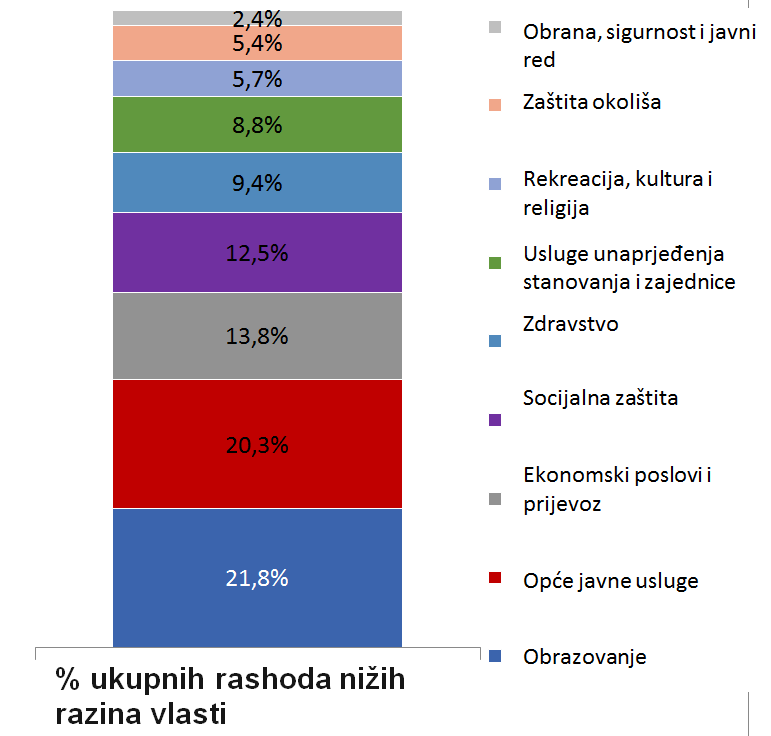 2,4%
5,4%
5,7%
8,8%
9,4%
12,5%
13,8%
20,3%
21,8%
% ukupnih rashoda nižih
razina vlasti
Obrana, sigurnost i javni
red
Zaštita okoliša
Rekreacija, kultura i
religija
Usluge unaprjeđenja
stanovanja i zajednice
Zdravstvo
Socijalna zaštita
Ekonomski poslovi i
prijevoz
Opće javne usluge
Obrazovanje